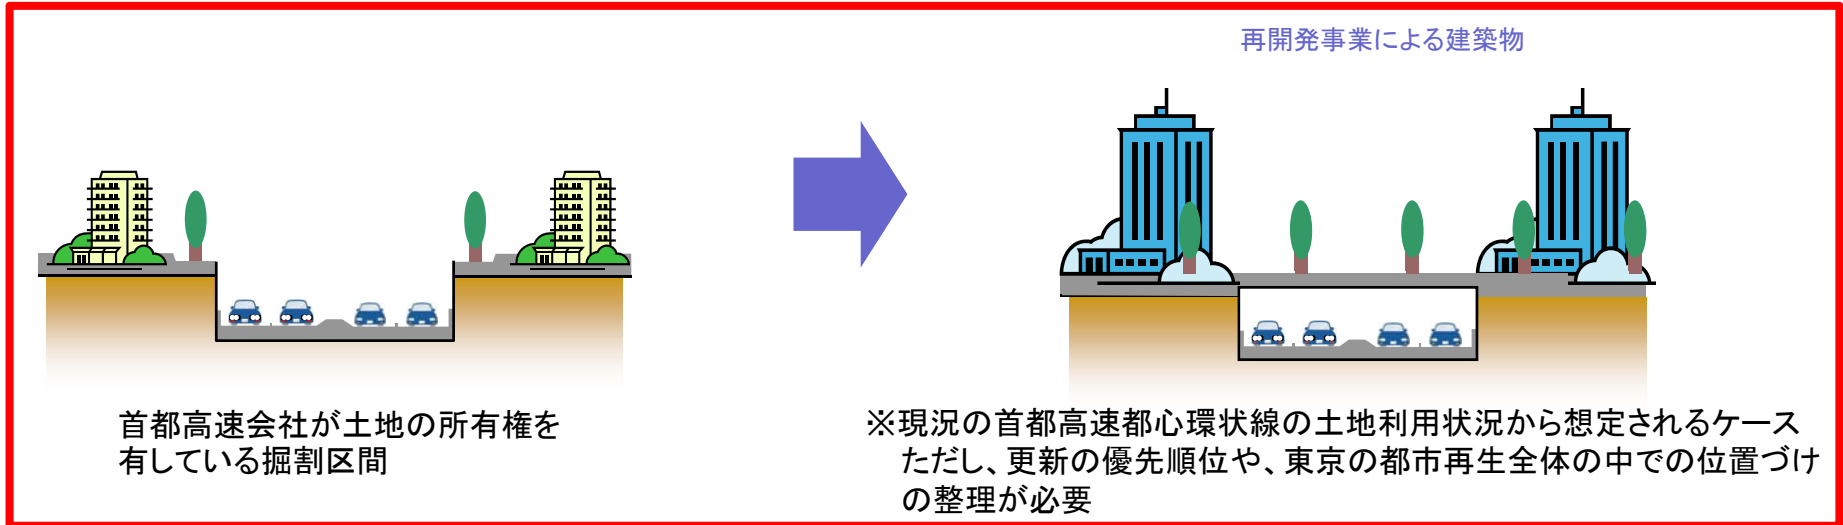 再開発事業による建築物
首都高速会社が土地の所有権を
有している掘割区間
※現況の首都高速都心環状線の土地利用状況から想定されるケース
ただし、更新の優先順位や、東京の都市再生全体の中での位置づけ
の整理が必要